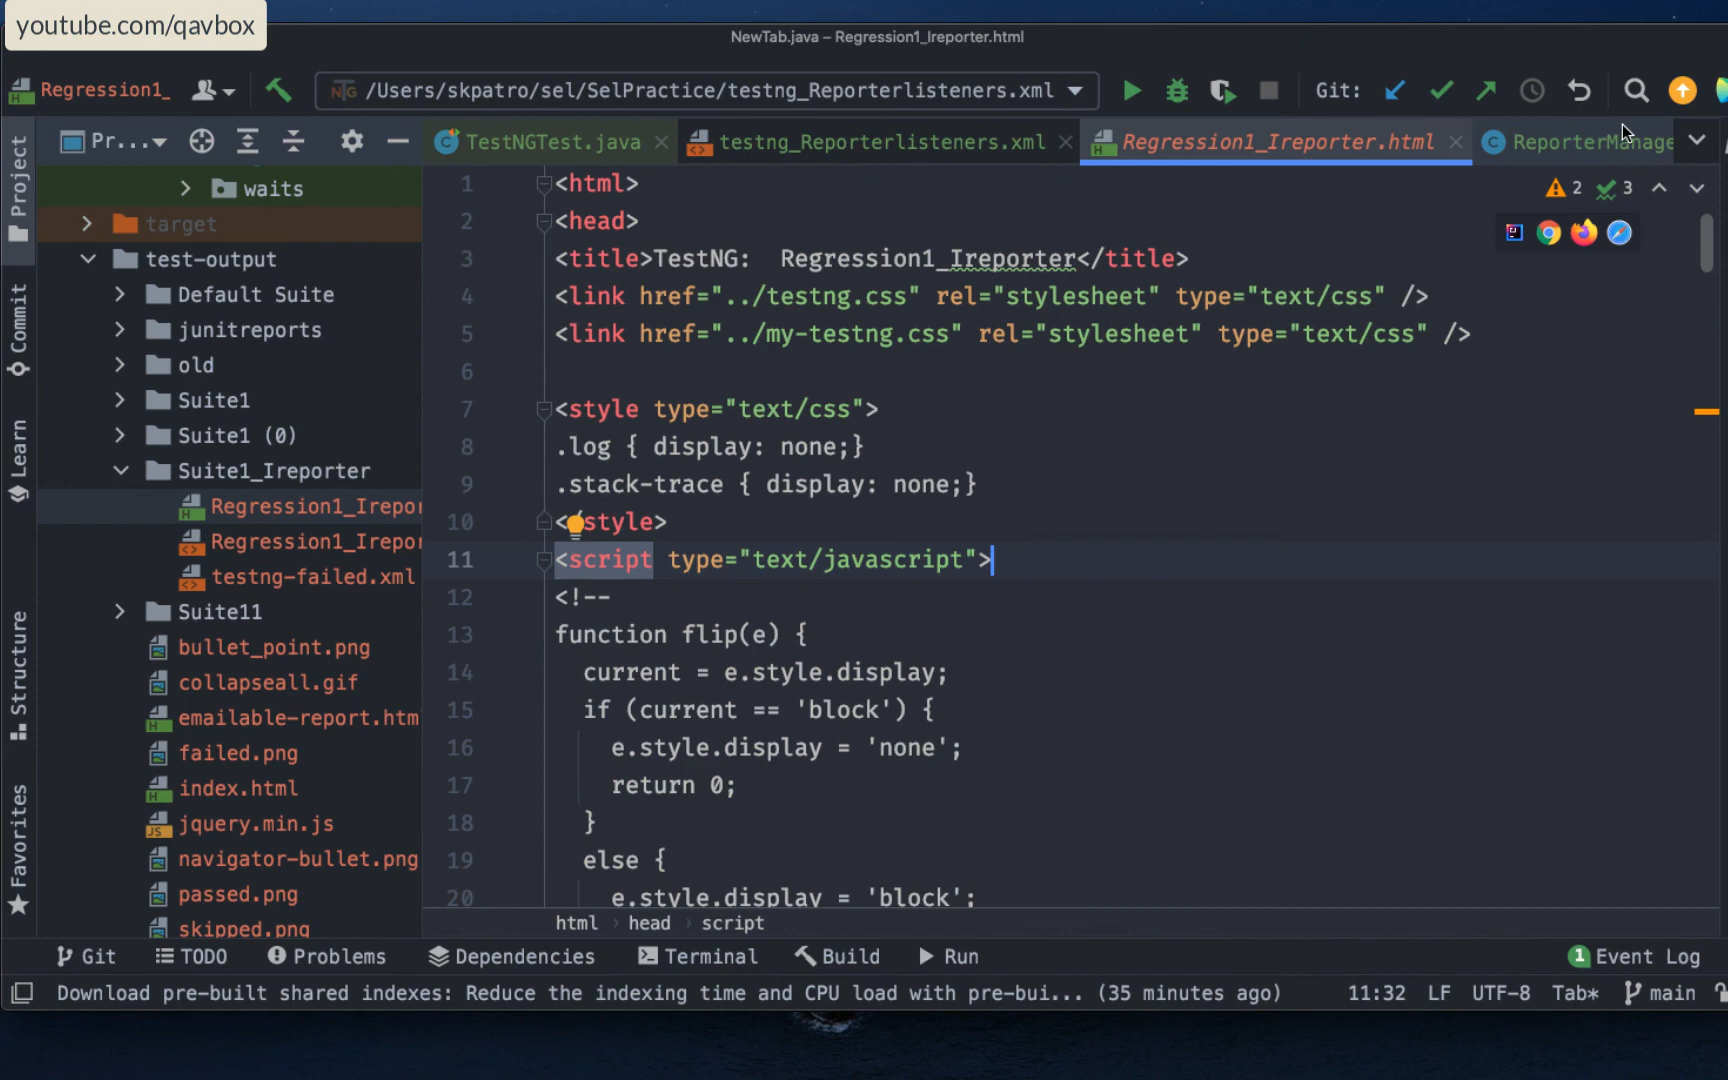 youtube.com/qavbox
NewTab.java – Regression1_Ireporter.html
Regression1_
/Users/skpatro/sel/SelPractice/testng_Reporterlisteners.xml
Git:
Pr...
TestNGTest.java
testng_Reporterlisteners.xml
Regression1_Ireporter.html
ReporterManage
Project
Commit
Learn
Structure
Favorites
waits
target
test-output
Default Suite
junitreports
old
Suite1
Suite1 (0)
Suite1_Ireporter
Regression1_Irepor
Regression1_Irepor
testng-failed.xml
Suite11
bullet_point.png
collapseall.gif
emailable-report.htm
failed.png
index.html
jquery.min.js
navigator-bullet.png
passed.png
skipped.png
2 3
1 <html>
2 <head>
3 <title>TestNG:  Regression1_Ireporter</title>
4 <link href="../testng.css" rel="stylesheet" type="text/css" />
5 <link href="../my-testng.css" rel="stylesheet" type="text/css" />
6
7 <style type="text/css">
8 .log { display: none;}
9 .stack-trace { display: none;}
10 </style>
11 <script type="text/javascript">
12 <!--
13 function flip(e) {
14 current = e.style.display;
15 if (current == 'block') {
16 e.style.display = 'none';
17 return 0;
18 }
19 else {
20 e.style.display = 'block';
html › head › script
Git
TODO
Problems
Dependencies
Terminal
Build
Run
1 Event Log
Download pre-built shared indexes: Reduce the indexing time and CPU load with pre-bui... (35 minutes ago)
11:32 LF UTF-8 Tab* main